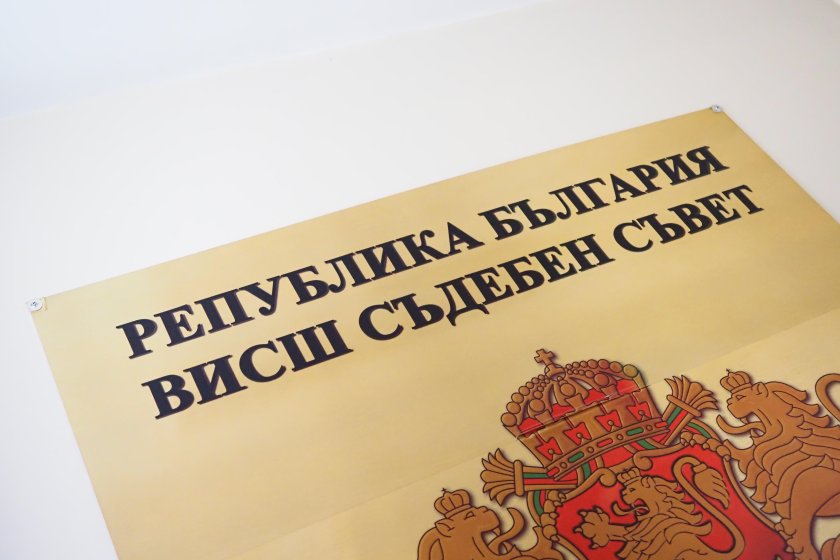 РЕПУБЛИКА БЪЛГАРИЯ
ВИСШ СЪДЕБЕН СЪВЕТ